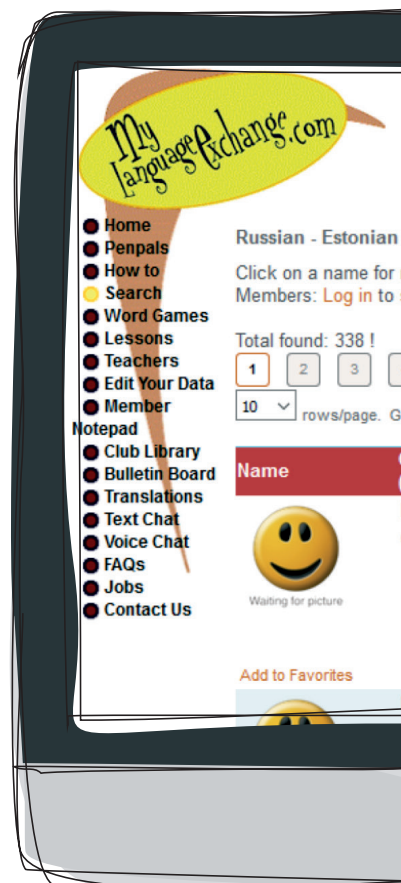 My
Language Exchange.com
Home
Penpals
How to
Search
Word Games
Lessons
Teachers
Edit Your Data
Member
Notepad
Club Library
Bulletin Board
Translations
Text Chat
Voice Chat
FAQs
Jobs
Contact Us
Russian - Estonian
Click on a name for
Members: Log in to
Total found: 338 !
1 2 3
10 rows/page. G
Name
Waiting for picture
Add to Favorites